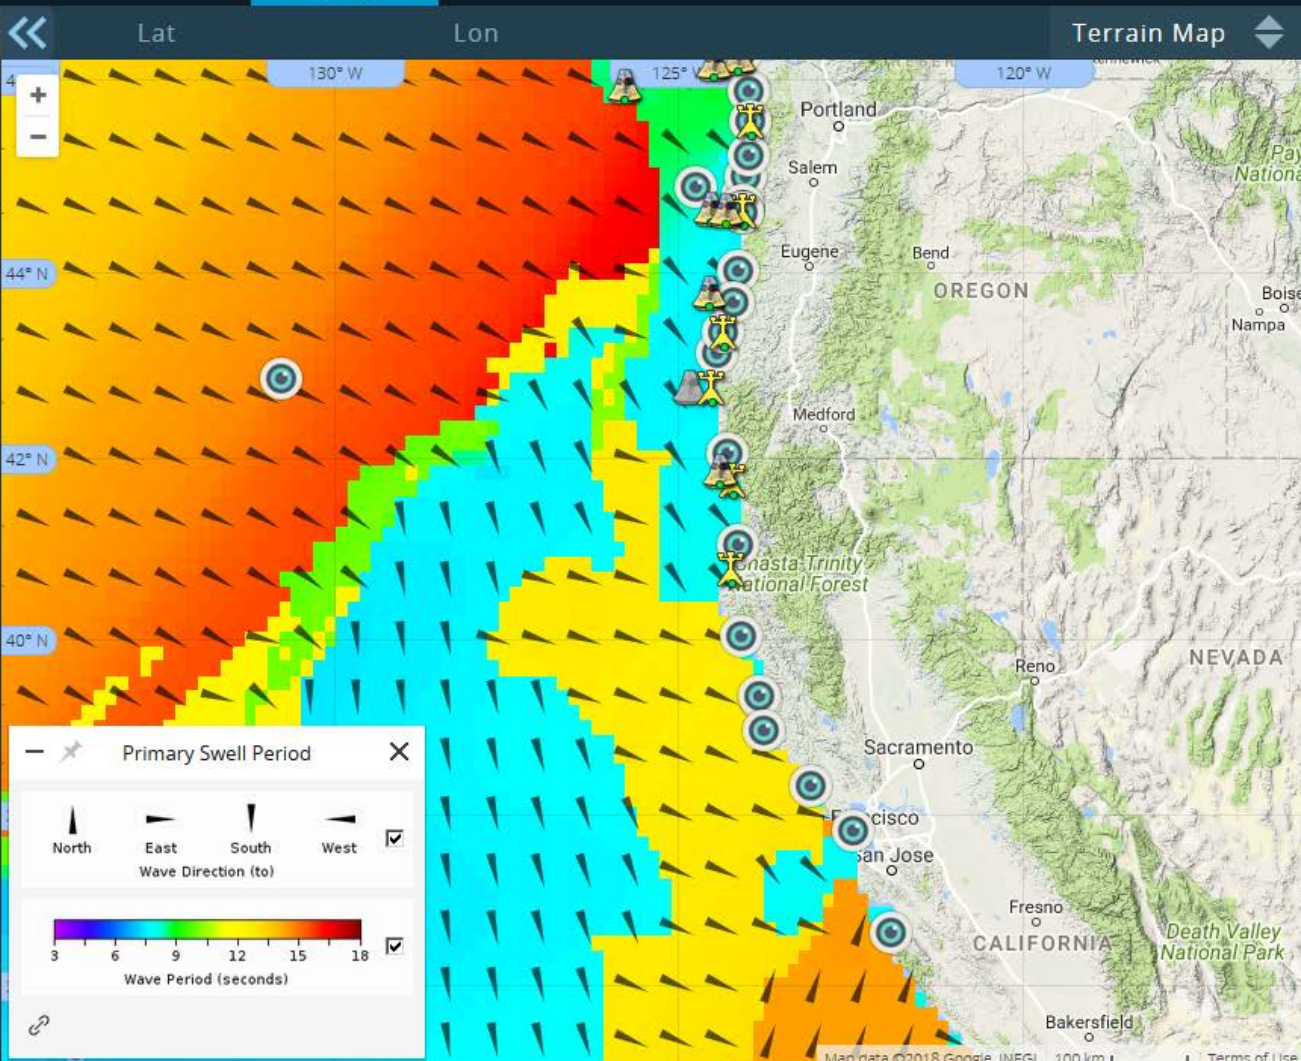 Lat Lon Terrain Map
130° W 125° W 120° W
+
−
Portland
Salem
Eugene
Bend
OREGON
44° N
Boise
Nampa
Medford
42° N
Shasta-Trinity
National Forest
40° N
Reno
NEVADA
Sacramento
San Jose
Fresno
CALIFORNIA
Death Valley
National Park
Bakersfield
Primary Swell Period
North East South West
Wave Direction (to)
3 6 9 12 15 18
Wave Period (seconds)
Map data ©2018 Google, INEGI 100 km Terms of Use